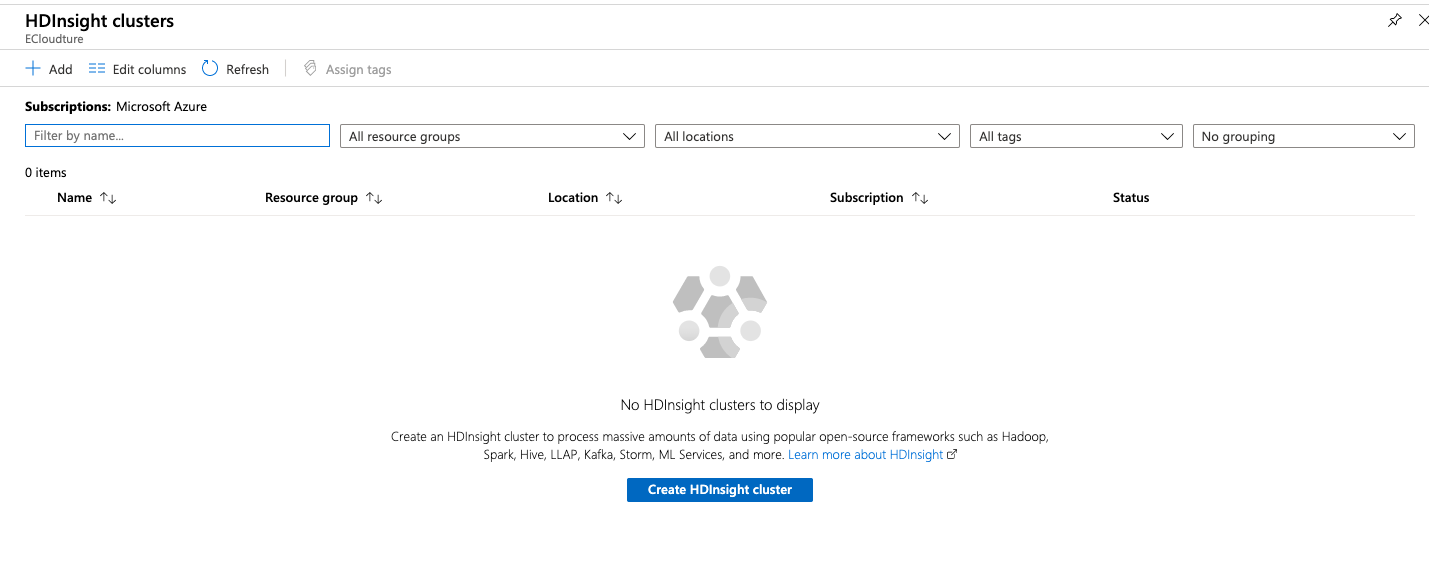 HDInsight clusters
ECloudture
Add Edit columns Refresh Assign tags
Subscriptions: Microsoft Azure
Filter by name... All resource groups All locations All tags No grouping
0 items
Name Resource group Location Subscription Status
No HDInsight clusters to display
Create an HDInsight cluster to process massive amounts of data using popular open-source frameworks such as Hadoop,
Spark, Hive, LLAP, Kafka, Storm, ML Services, and more. Learn more about HDInsight
Create HDInsight cluster